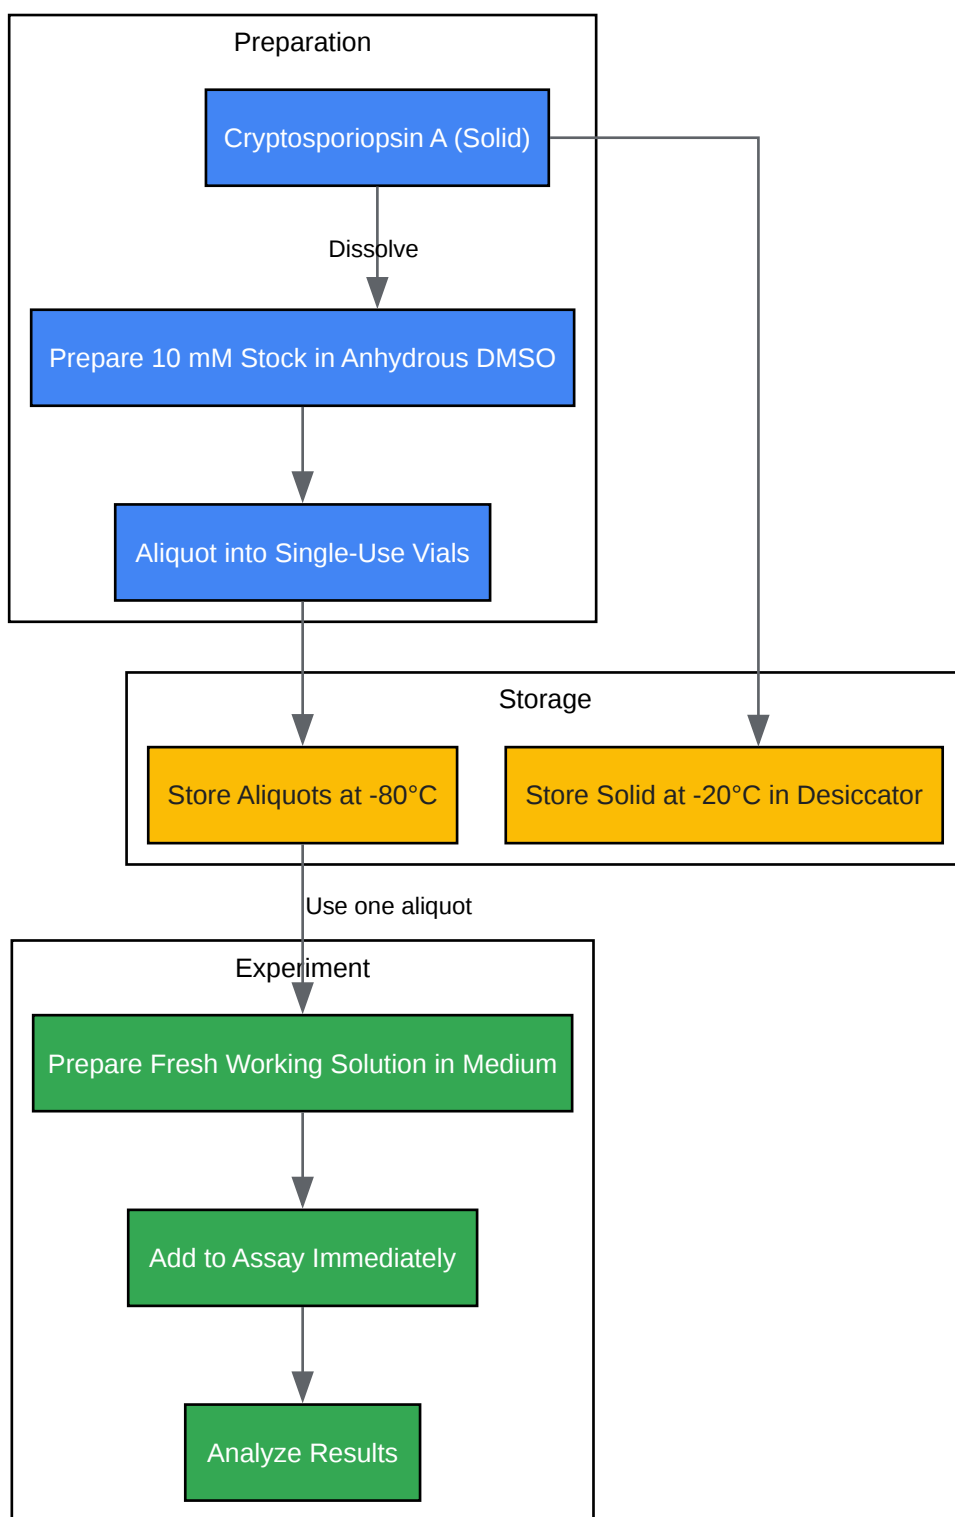 Preparation
Cryptosporiopsin A (Solid)
Dissolve
Prepare 10 mM Stock in Anhydrous DMSO
Aliquot into Single-Use Vials
Storage
Store Aliquots at -80°C
Store Solid at -20°C in Desiccator
Use one aliquot
Experiment
Prepare Fresh Working Solution in Medium
Add to Assay Immediately
Analyze Results